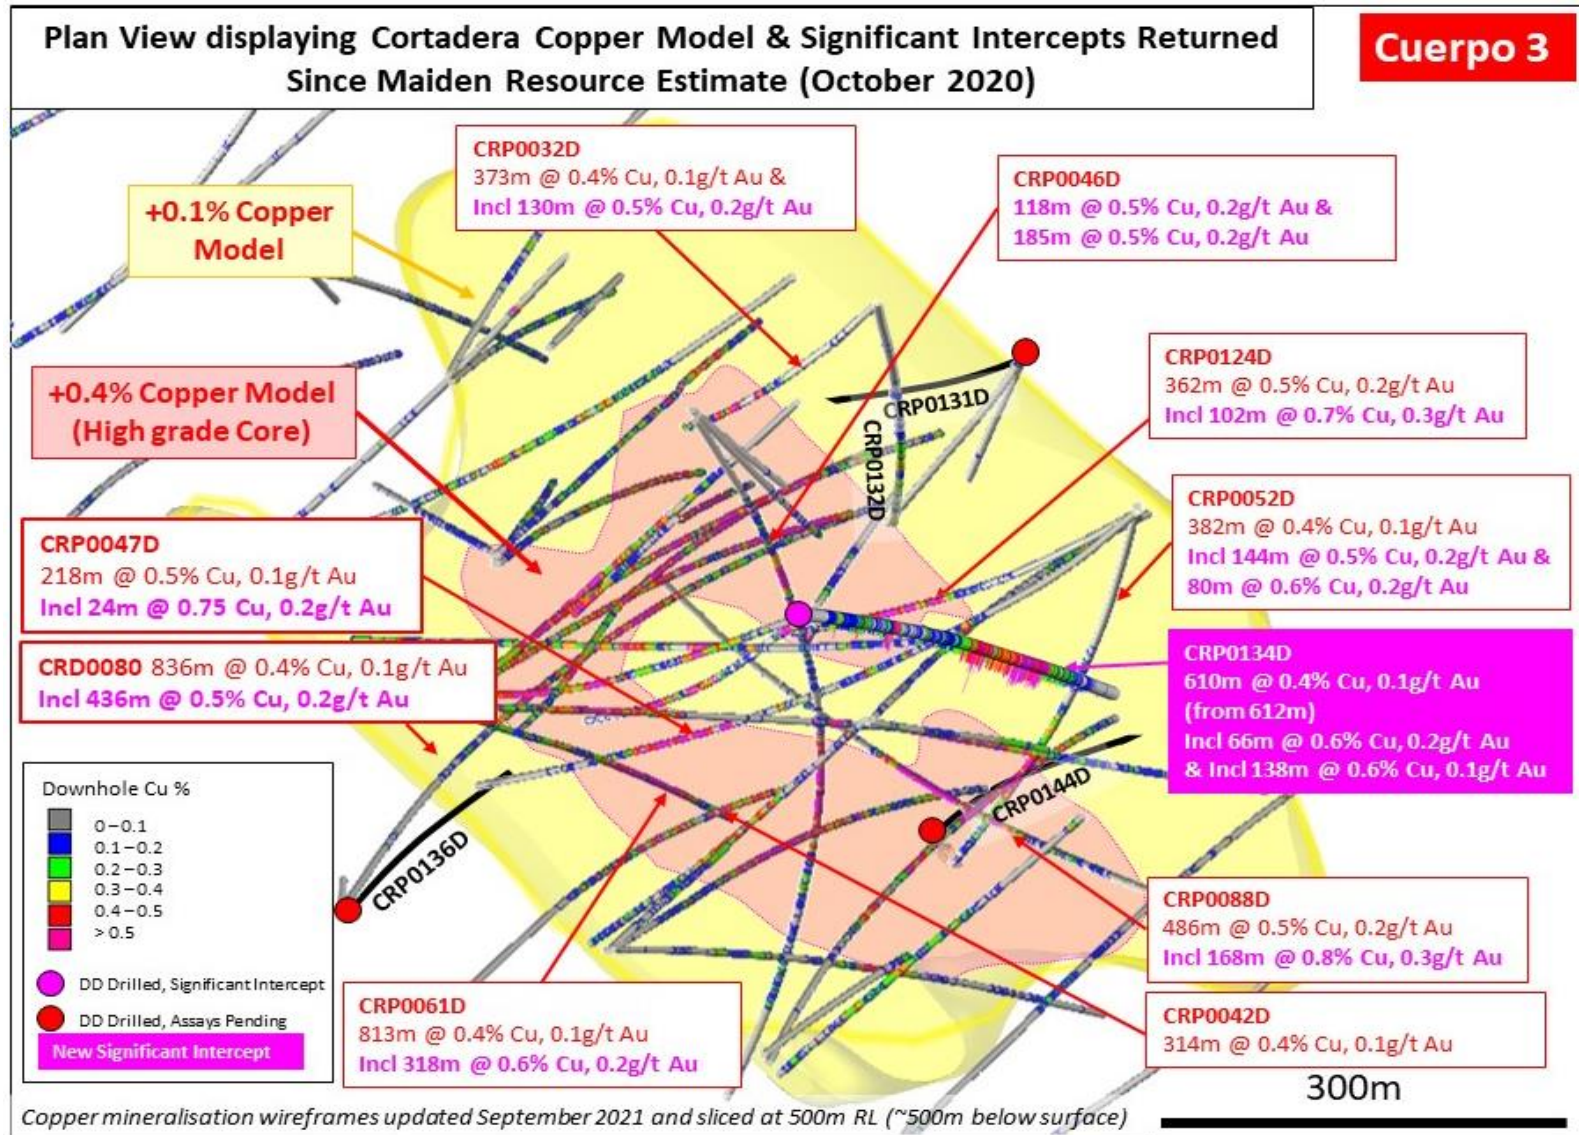 Plan View displaying Cortadera Copper Model & Significant Intercepts Returned
Since Maiden Resource Estimate (October 2020)
Cuerpo 3
CRP0032D
373m @ 0.4% Cu, 0.1g/t Au &
Incl 130m @ 0.5% Cu, 0.2g/t Au
CRP0046D
118m @ 0.5% Cu, 0.2g/t Au &
185m @ 0.5% Cu, 0.2g/t Au
+0.1% Copper
Model
CRP0124D
362m @ 0.5% Cu, 0.2g/t Au
Incl 102m @ 0.7% Cu, 0.3g/t Au
+0.4% Copper Model
(High grade Core)
CRP0131D
CRP0132D
CRP0052D
382m @ 0.4% Cu, 0.1g/t Au
Incl 144m @ 0.5% Cu, 0.2g/t Au &
80m @ 0.6% Cu, 0.2g/t Au
CRP0047D
218m @ 0.5% Cu, 0.1g/t Au
Incl 24m @ 0.75 Cu, 0.2g/t Au
CRD0080 836m @ 0.4% Cu, 0.1g/t Au
Incl 436m @ 0.5% Cu, 0.2g/t Au
CRP0134D
610m @ 0.4% Cu, 0.1g/t Au
(from 612m)
Incl 66m @ 0.6% Cu, 0.2g/t Au
& Incl 138m @ 0.6% Cu, 0.1g/t Au
CRP0144D
CRP0136D
Downhole Cu %
0-0.1
0.1-0.2
0.2-0.3
0.3-0.4
0.4-0.5
>0.5
DD Drilled, Significant Intercept
DD Drilled, Assays Pending
New Significant Intercept
CRP0061D
813m @ 0.4% Cu, 0.1g/t Au
Incl 318m @ 0.6% Cu, 0.2g/t Au
CRP0088D
486m @ 0.5% Cu, 0.2g/t Au
Incl 168m @ 0.8% Cu, 0.3g/t Au
CRP0042D
314m @ 0.4% Cu, 0.1g/t Au
300m
Copper mineralisation wireframes updated September 2021 and sliced at 500m RL (~500m below surface)